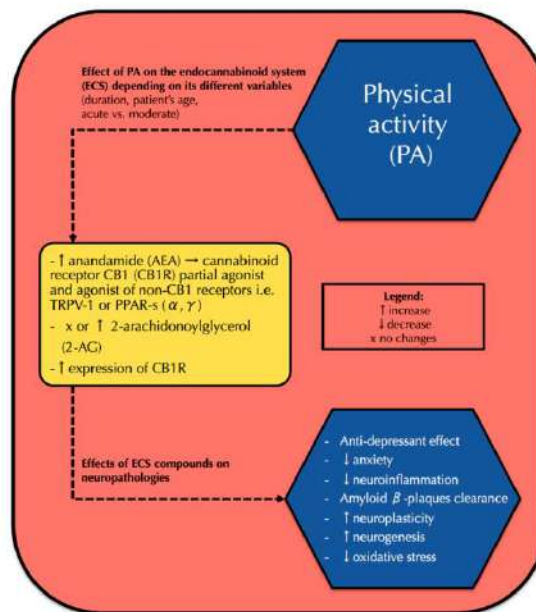 Effect of PA on the endocannabinoid system
(ECS) depending on its different variables
(duration, patient's age,
acute vs. moderate)
Physical
activity
(PA)
- ↑ anandamide (AEA) → cannabinoid
receptor CB1 (CB1R) partial agonist
and agonist of non-CB1 receptors i.e.
TRPV-1 or PPAR-s (α, γ)
- x or ↑ 2-arachidonoylglycerol
(2-AG)
- ↑ expression of CB1R
Legend:
↑ increase
↓ decrease
x no changes
Effects of ECS compounds on
neuropathologies
- Anti-depressant effect
- ↓ anxiety
- ↓ neuroinflammation
- Amyloid β-plaques clearance
- ↑ neuroplasticity
- ↑ neurogenesis
- ↓ oxidative stress